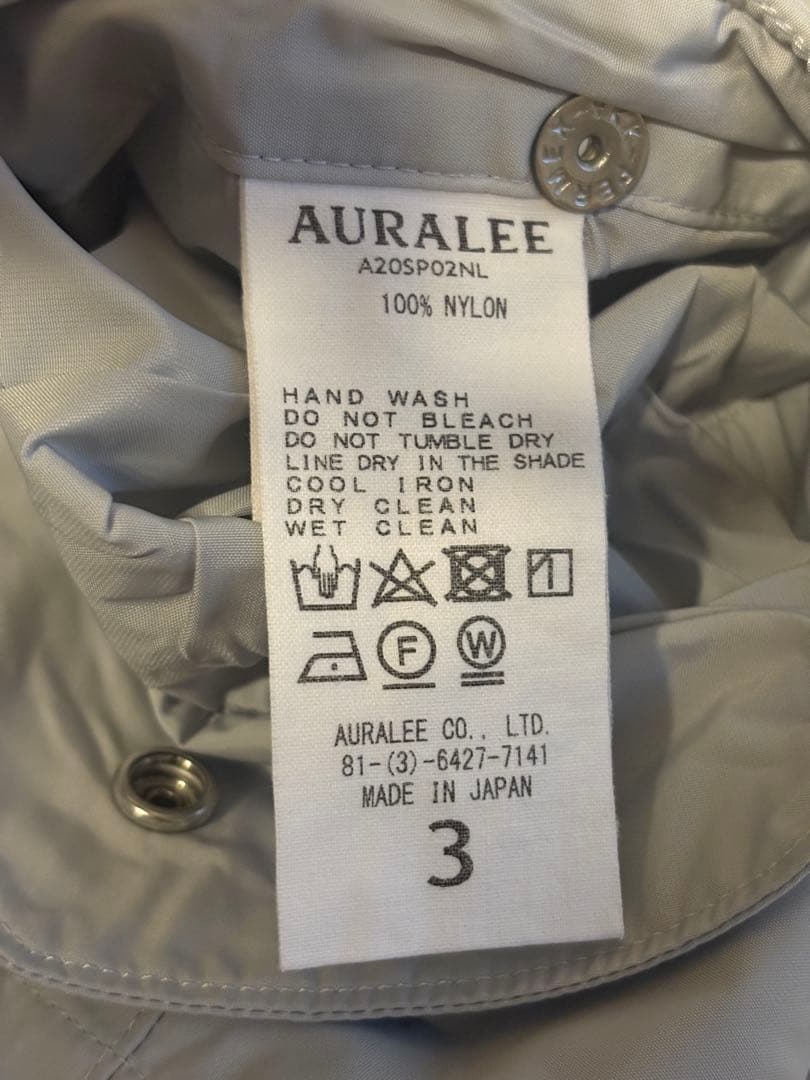 AURALEE
A20SP02NL
100% NYLON
HAND WASH
DO NOT BLEACH
DO NOT TUMBLE DRY
LINE DRY IN THE SHADE
COOL IRON
DRY CLEAN
WET CLEAN
F
W
AURALEE CO., LTD.
81-(3)-6427-7141
MADE IN JAPAN
3